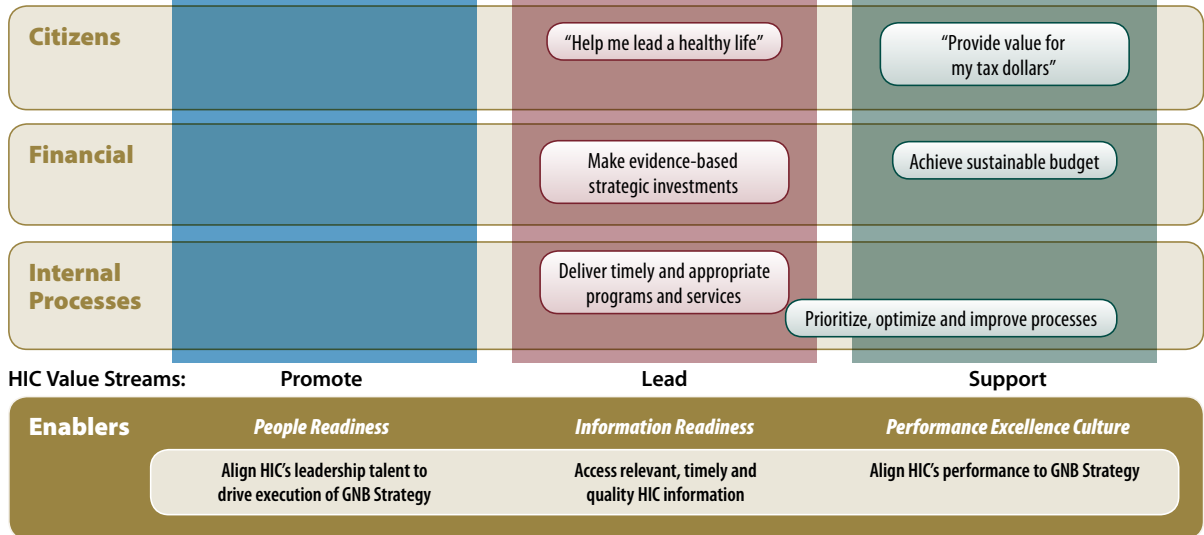 Citizens
“Help me lead a healthy life”
“Provide value for
my tax dollars”
Financial
Make evidence-based
strategic investments
Achieve sustainable budget
Internal
Processes
Deliver timely and appropriate
programs and services
Prioritize, optimize and improve processes
HIC Value Streams: Promote Lead Support
Enablers
People Readiness
Information Readiness
Performance Excellence Culture
Align HIC’s leadership talent to
drive execution of GNB Strategy
Access relevant, timely and
quality HIC information
Align HIC’s performance to GNB Strategy